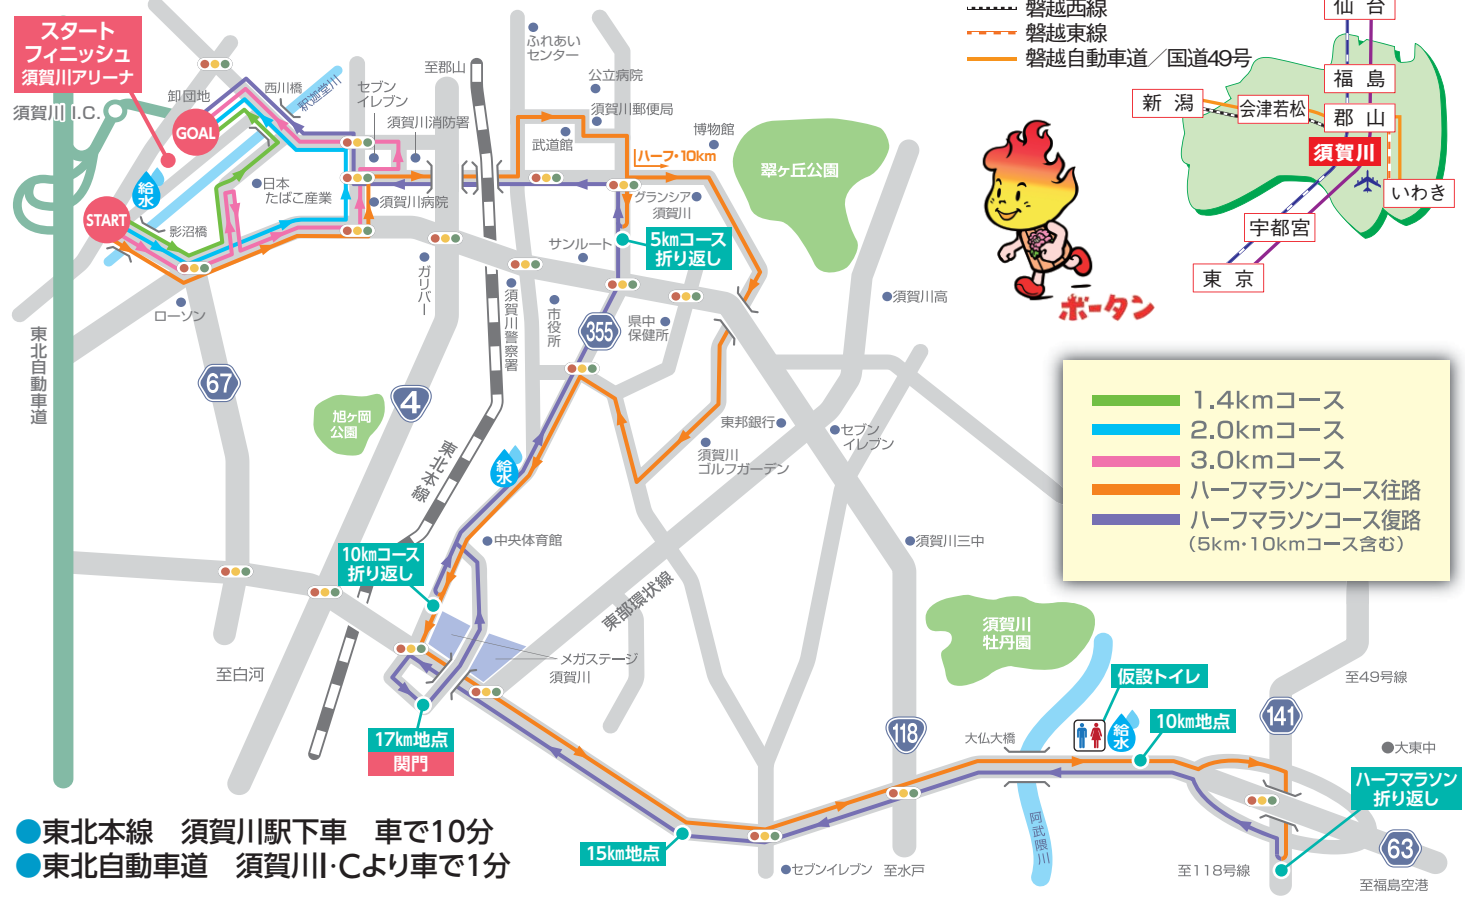 スタート
フィニッシュ
須賀川アリーナ
須賀川 I.C.
卸団地
GOAL
START
給水
西川橋
釈迦堂川
セブン
イレブン
須賀川消防署
至郡山
ふれあい
センター
公立病院
須賀川郵便局
武道館
博物館
ハーフ・10km
翠ヶ丘公園
日本
たばこ産業
須賀川病院
影沼橋
グランシア
須賀川
サンルート
5kmコース
折り返し
ローソン
ガリバー
須賀川警察署
市役所
355
県中
保健所
須賀川高
東北自動車道
67
4
旭ヶ岡
公園
東北本線
給水
東邦銀行
須賀川
ゴルフガーデン
セブン
イレブン
中央体育館
須賀川三中
10kmコース
折り返し
東部環状線
メガステージ
須賀川
至白河
17km地点
関門
須賀川
牡丹園
仮設トイレ
給水
10km地点
大仏大橋
118
141
至49号線
大東中
ハーフマラソン
折り返し
15km地点
阿武隈川
63
セブンイレブン
至水戸
至118号線
至福島空港
●東北本線 須賀川駅下車 車で10分
●東北自動車道 須賀川I・Cより車で1分
磐越西線
磐越東線
磐越自動車道／国道49号
仙台
福島
新潟
会津若松
郡山
須賀川
いわき
宇都宮
東京
ボータン
1.4kmコース
2.0kmコース
3.0kmコース
ハーフマラソンコース往路
ハーフマラソンコース復路
（5km・10kmコース含む）